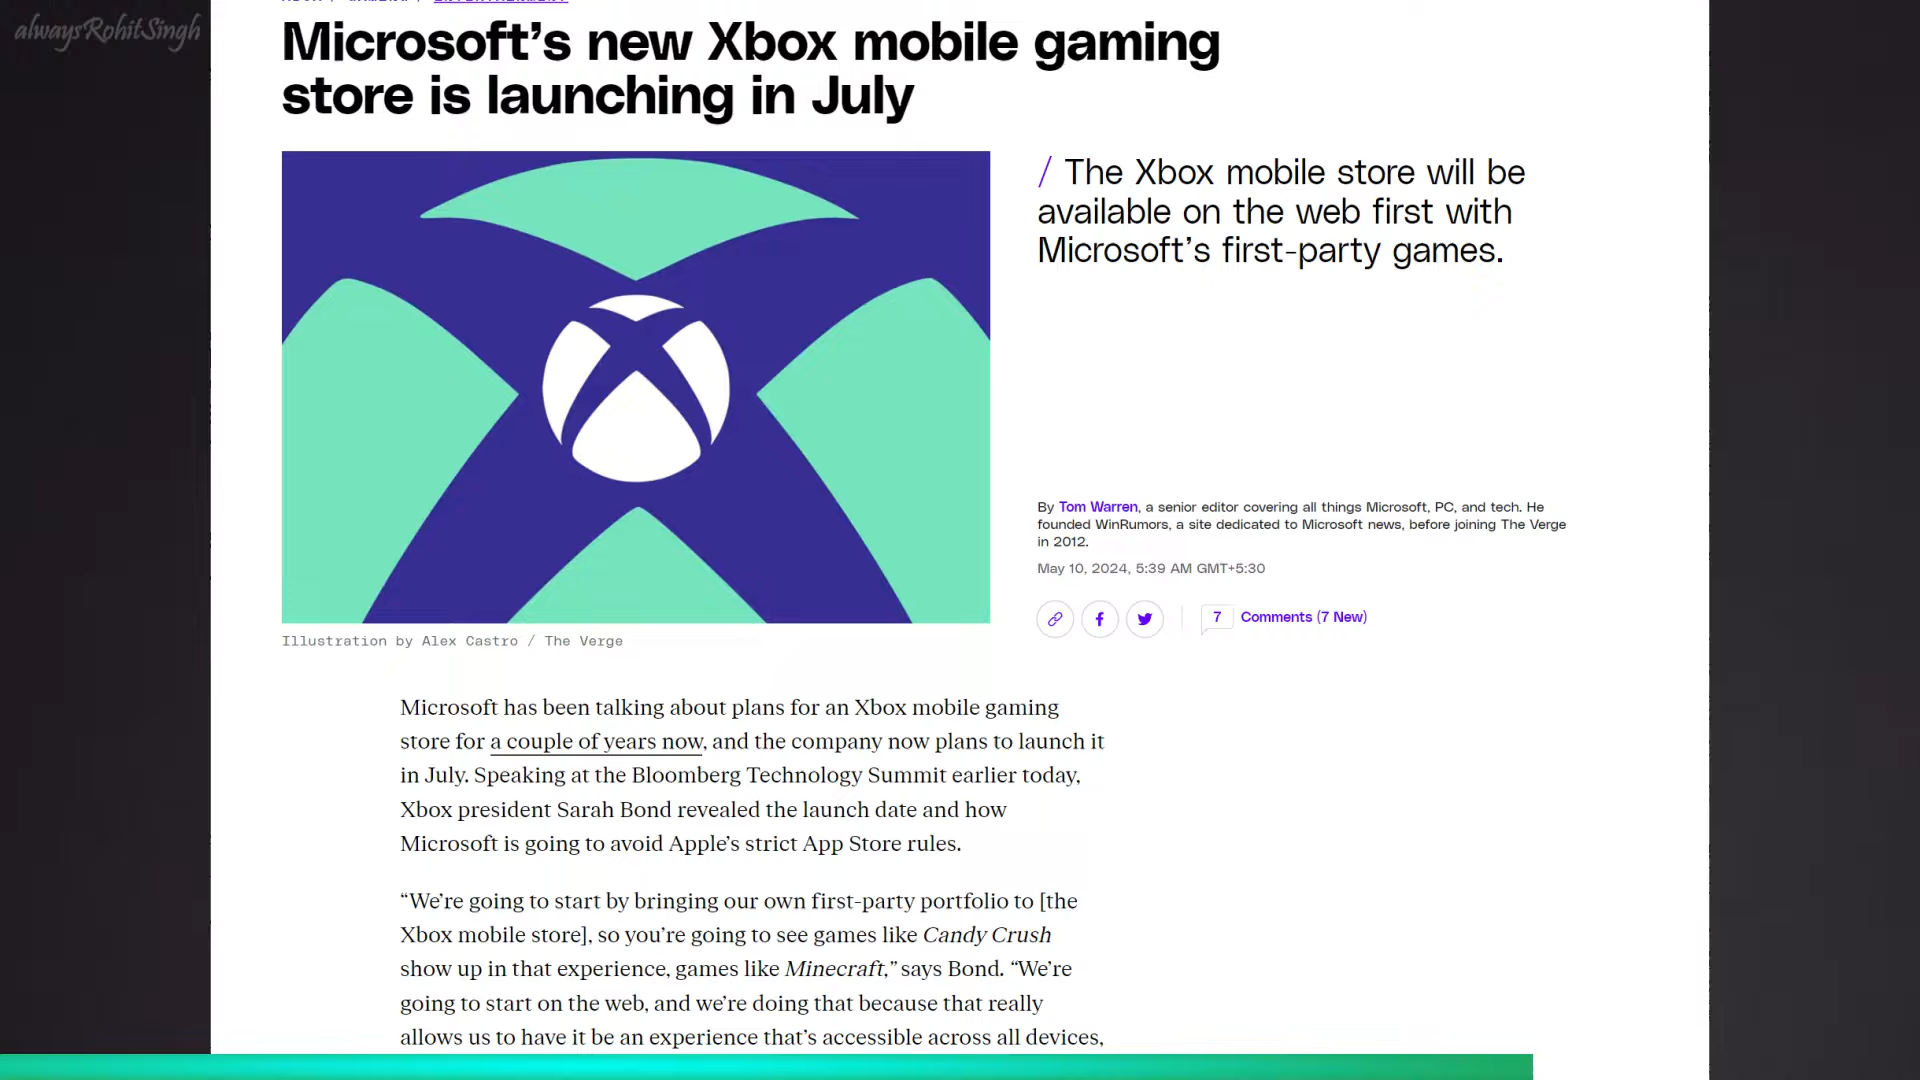 alwaysRohitSingh
Microsoft’s new Xbox mobile gaming
store is launching in July
/ The Xbox mobile store will be
available on the web first with
Microsoft’s first-party games.
By Tom Warren, a senior editor covering all things Microsoft, PC, and tech. He
founded WinRumors, a site dedicated to Microsoft news, before joining The Verge
in 2012.
May 10, 2024, 5:39 AM GMT+5:30
7 Comments (7 New)
Illustration by Alex Castro / The Verge
Microsoft has been talking about plans for an Xbox mobile gaming
store for a couple of years now, and the company now plans to launch it
in July. Speaking at the Bloomberg Technology Summit earlier today,
Xbox president Sarah Bond revealed the launch date and how
Microsoft is going to avoid Apple’s strict App Store rules.
“We’re going to start by bringing our own first-party portfolio to [the
Xbox mobile store], so you’re going to see games like Candy Crush
show up in that experience, games like Minecraft,” says Bond. “We’re
going to start on the web, and we’re doing that because that really
allows us to have it be an experience that’s accessible across all devices,